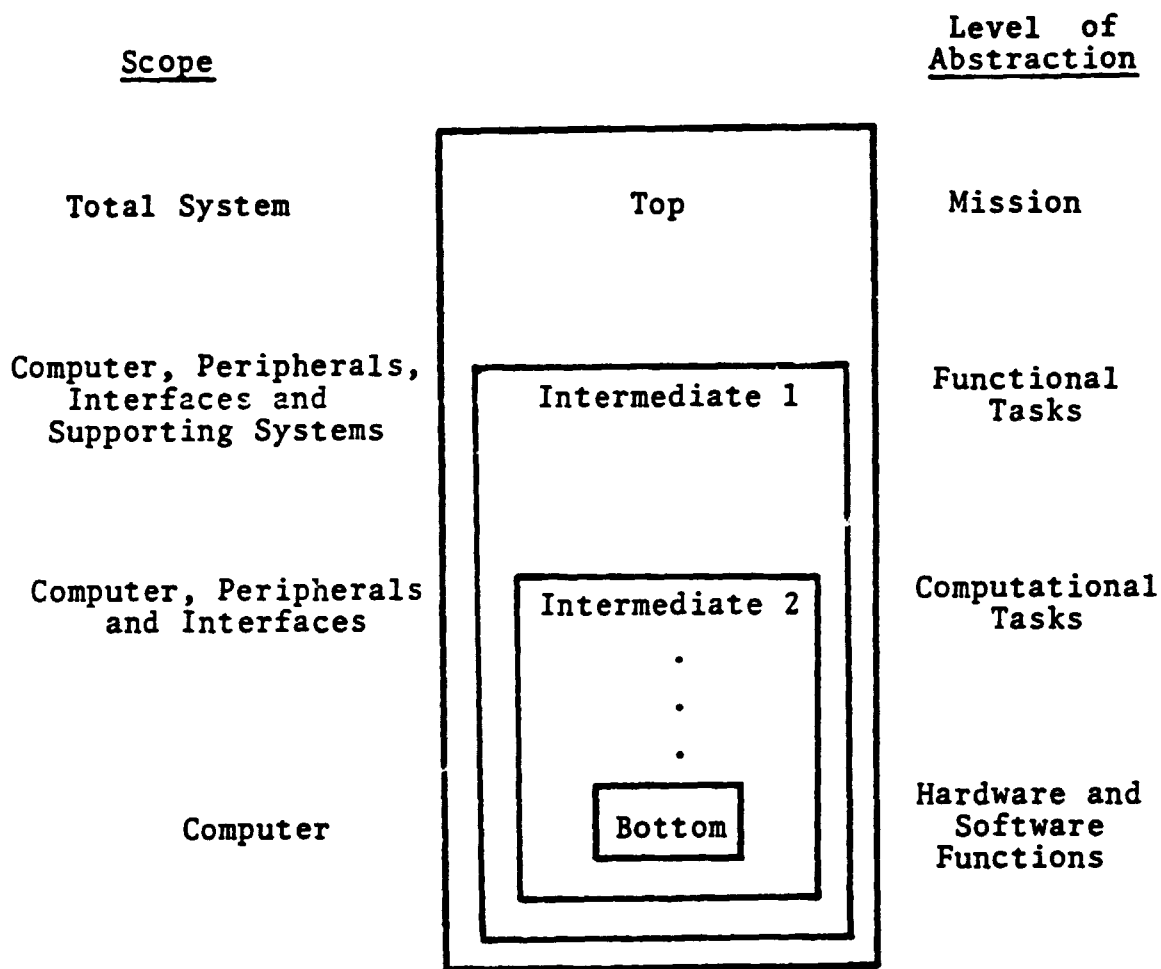 Scope
Level of
Abstraction
Total System
Top
Mission
Computer, Peripherals,
Interfaces and
Supporting Systems
Intermediate 1
Functional
Tasks
Computer, Peripherals
and Interfaces
Intermediate 2
Computational
Tasks
.
.
.
Computer
Bottom
Hardware and
Software
Functions